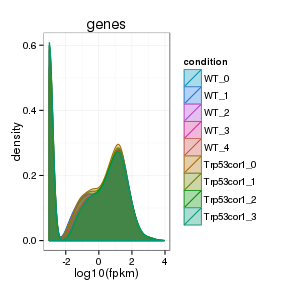 genes
0.6
0.4
0.2
0.0
density
-2
0
2
4
log10(fpkm)
condition
WT_0
WT_1
WT_2
WT_3
WT_4
Trp53cor1_0
Trp53cor1_1
Trp53cor1_2
Trp53cor1_3